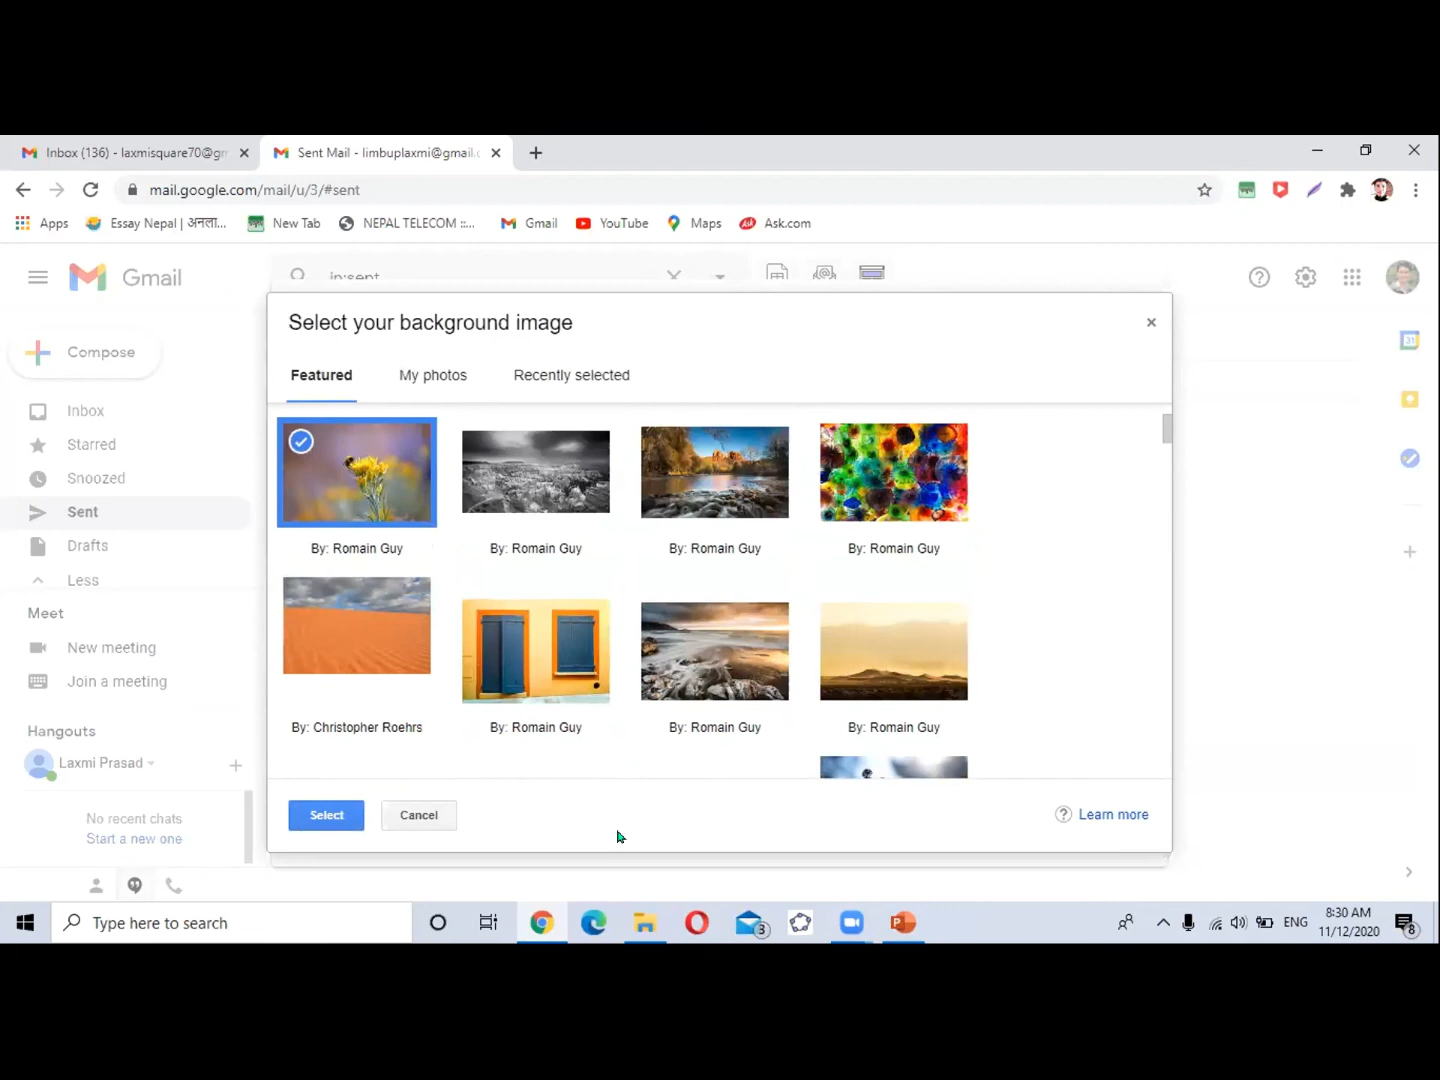 Inbox (136) - laxmisquare70@gm
Sent Mail - limbuplaxmi@gmail.c
mail.google.com/mail/u/3/#sent
Apps
Essay Nepal | अनला...
New Tab
NEPAL TELECOM ::...
Gmail
YouTube
Maps
Ask.com
Gmail
in:sent
Compose
Inbox
Starred
Snoozed
Sent
Drafts
Less
Meet
New meeting
Join a meeting
Hangouts
Laxmi Prasad
No recent chats
Start a new one
Select your background image
Featured
My photos
Recently selected
By: Romain Guy
By: Romain Guy
By: Romain Guy
By: Romain Guy
By: Christopher Roehrs
By: Romain Guy
By: Romain Guy
By: Romain Guy
Select
Cancel
Learn more
31
Type here to search
3
ENG
8:30 AM
11/12/2020
8